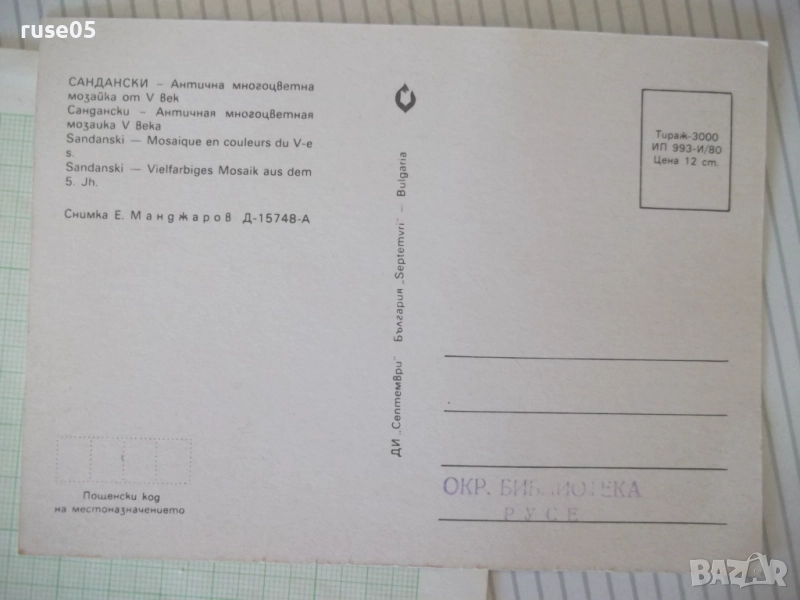 ruse05
САНДАНСКИ – Антична многоцветна
мозайка от V век
Сандански – Античная многоцветная
мозаика V века
Sandanski — Mosaique en couleurs du V-e
s.
Sandanski — Vielfarbiges Mosaik aus dem
5. Jh.
Снимка Е. Манджаров Д-15748-А
Пощенски код
на местоназначението
ДИ „Септември" България „Septemvri" — Bulgaria
Тираж-3000
ИП 993-И/80
Цена 12 ст.
ОКР. БИБЛИОТЕКА
РУСЕ
BAZAR